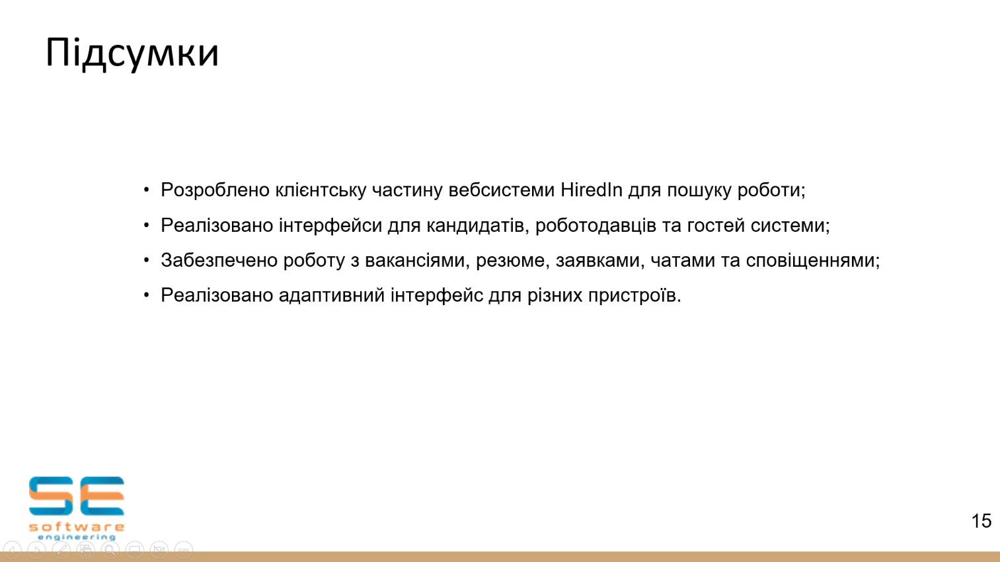 Підсумки
• Розроблено клієнтську частину вебсистеми HiredIn для пошуку роботи;
• Реалізовано інтерфейси для кандидатів, роботодавців та гостей системи;
• Забезпечено роботу з вакансіями, резюме, заявками, чатами та сповіщеннями;
• Реалізовано адаптивний інтерфейс для різних пристроїв.
SE
software
engineering
15